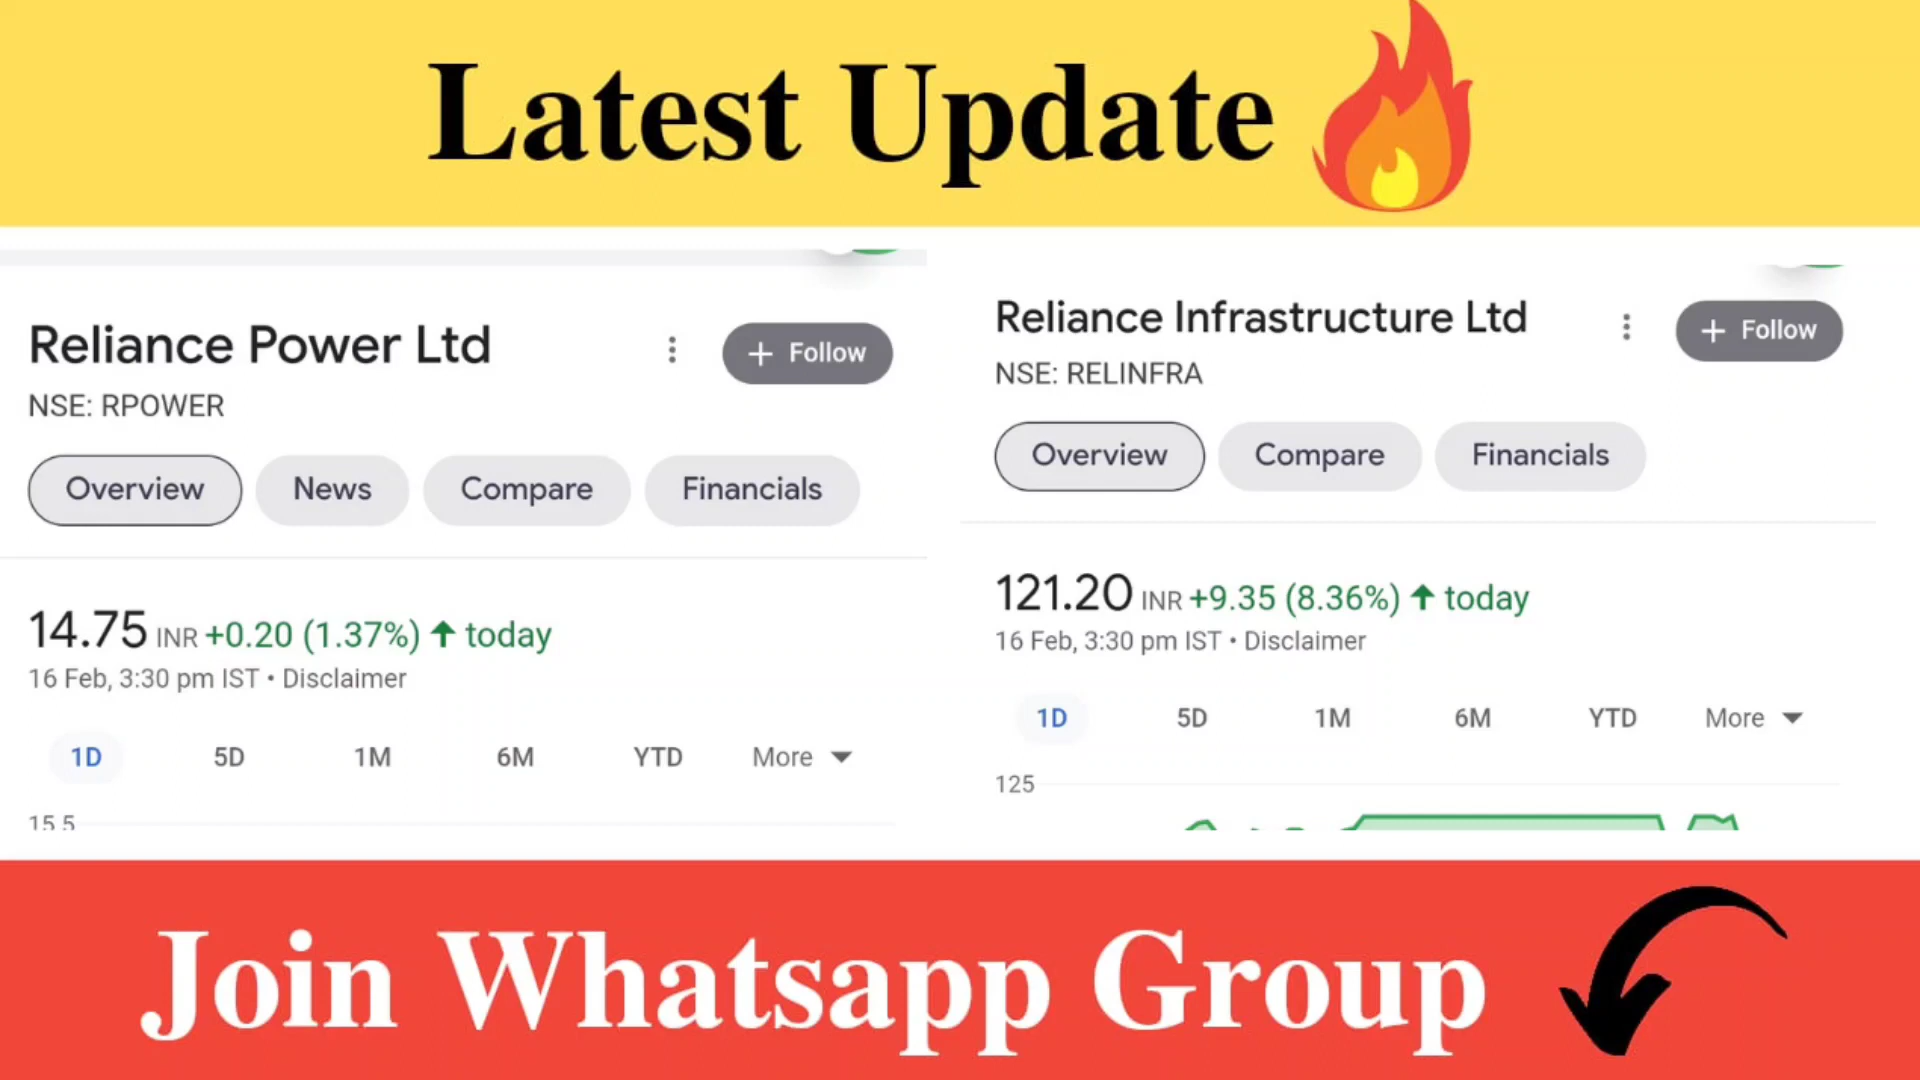 Latest Update
Reliance Power Ltd
+ Follow
NSE: RPOWER
Overview
News
Compare
Financials
14.75 INR +0.20 (1.37%) ↑ today
16 Feb, 3:30 pm IST • Disclaimer
1D
5D
1M
6M
YTD
More
15.5
Reliance Infrastructure Ltd
+ Follow
NSE: RELINFRA
Overview
Compare
Financials
121.20 INR +9.35 (8.36%) ↑ today
16 Feb, 3:30 pm IST • Disclaimer
1D
5D
1M
6M
YTD
More
125
Join Whatsapp Group